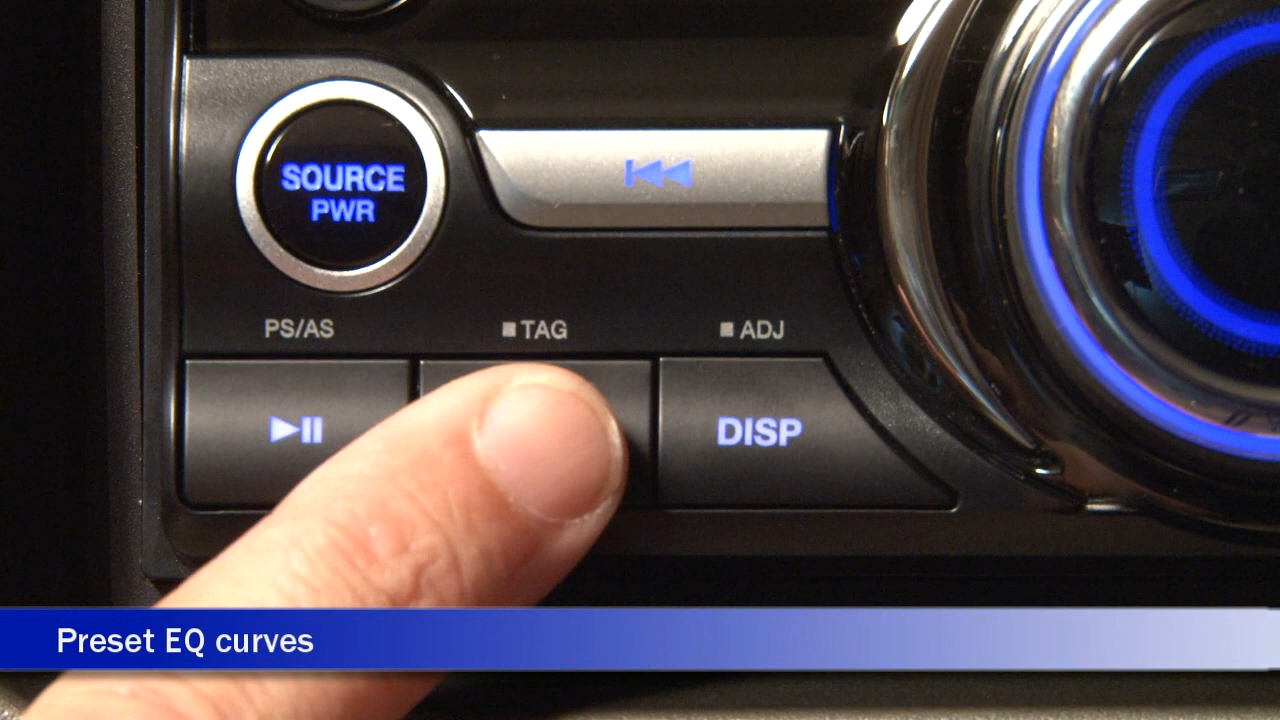 SOURCE
PWR
PS/AS
TAG
ADJ
DISP
Preset EQ curves